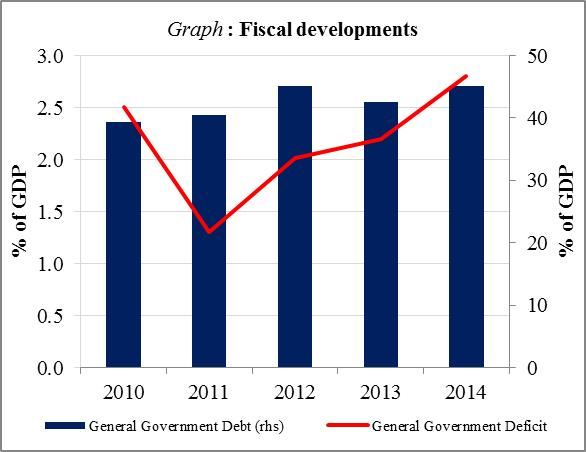 Graph : Fiscal developments
% of GDP
3.0
2.5
2.0
1.5
1.0
0.5
0.0
50
40
30
20
10
0
% of GDP
2010 2011 2012 2013 2014
General Government Debt (rhs) General Government Deficit